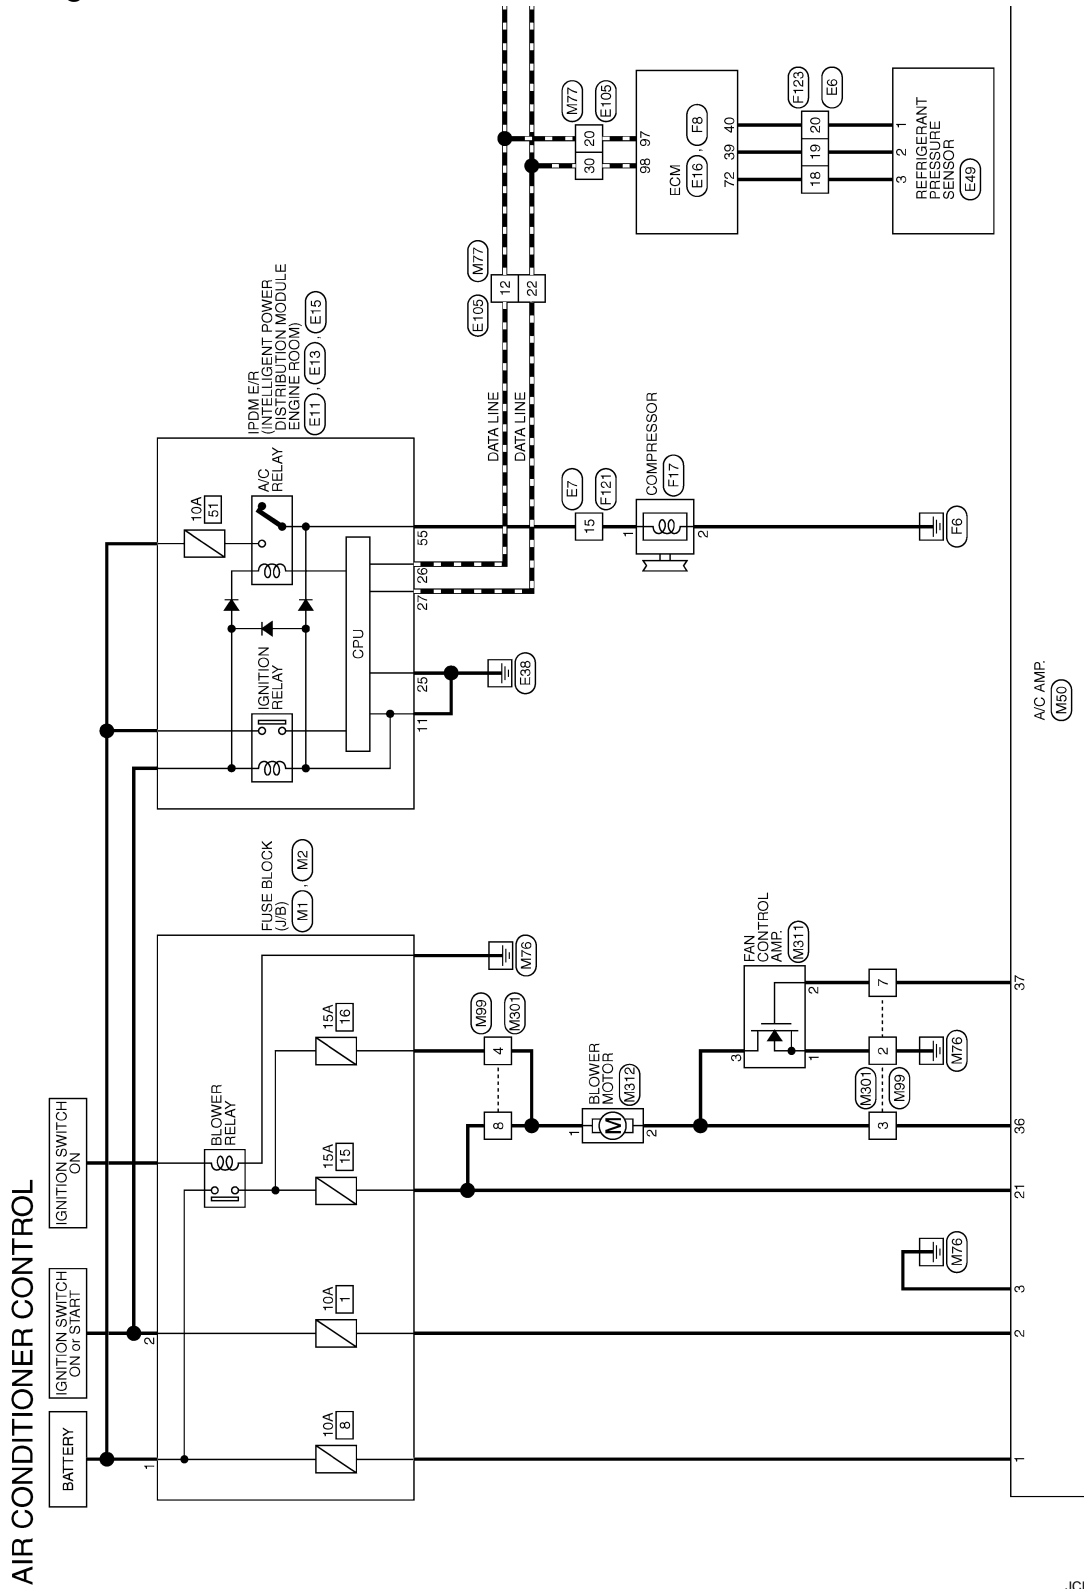 AIR CONDITIONER CONTROL
BATTERY
IGNITION SWITCH
ON or START
IGNITION SWITCH
ON
1
2
10A
8
10A
1
BLOWER
RELAY
15A
15
15A
16
FUSE BLOCK
(J/B)
M1 , M2
M76
M99
M301
8
4
BLOWER
MOTOR
M312
1
M
2
FAN
CONTROL
AMP.
M311
3
1
2
M301
M99
3
2
7
M76
M76
1
2
3
21
36
37
A/C AMP.
M50
IPDM E/R
(INTELLIGENT POWER
DISTRIBUTION MODULE
ENGINE ROOM)
E11 , E13 , E15
IGNITION
RELAY
A/C
RELAY
10A
51
CPU
11
25
27
26
55
E38
DATA LINE
DATA LINE
E105
M77
12
22
E7
F121
15
COMPRESSOR
F17
1
2
F6
M77
E105
30
20
98
97
ECM
E16 , F8
72
39
40
F123
E6
18
19
20
3
2
1
REFRIGERANT
PRESSURE
SENSOR
E49